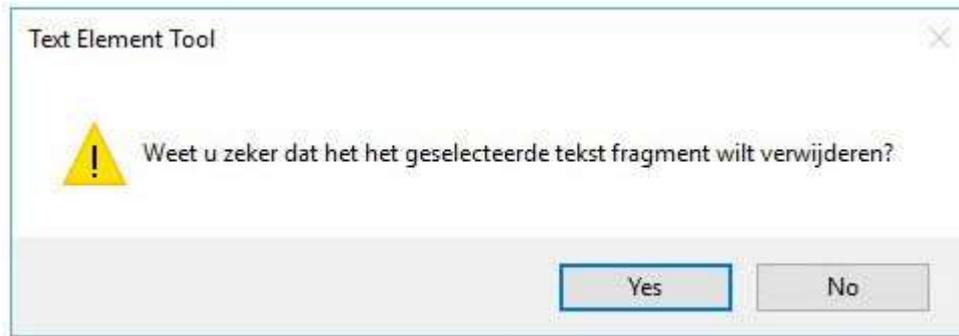 Text Element Tool
Weet u zeker dat het het geselecteerde tekst fragment wilt verwijderen?
Yes
No